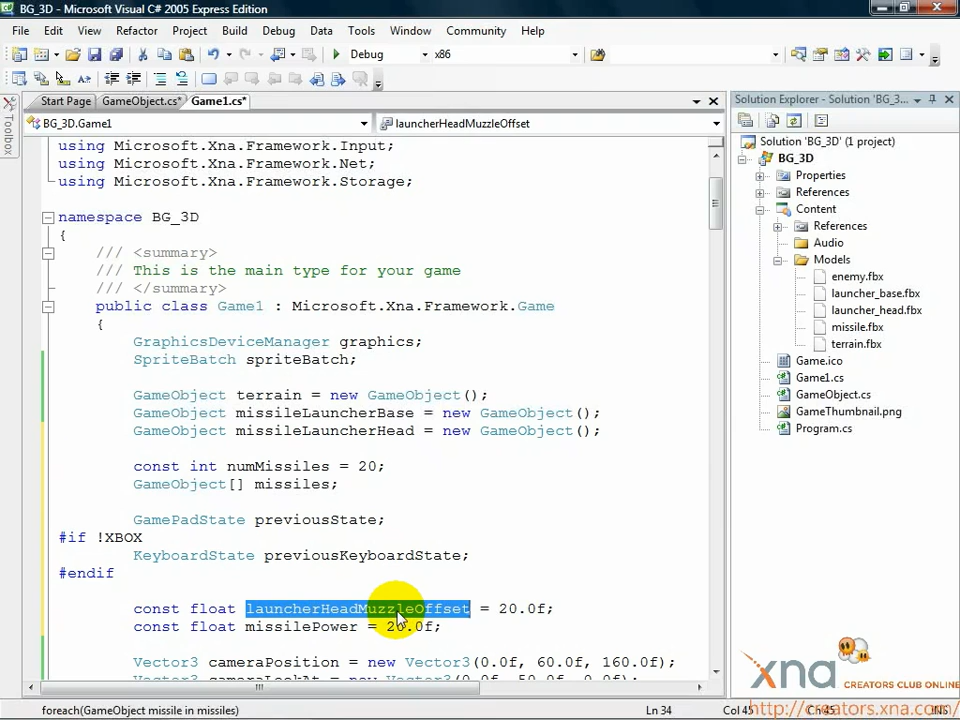 BG_3D - Microsoft Visual C# 2005 Express Edition
File Edit View Refactor Project Build Debug Data Tools Window Community Help
Debug x86
Start Page GameObject.cs* Game1.cs*
BG_3D.Game1 launcherHeadMuzzleOffset
Toolbox
using Microsoft.Xna.Framework.Input;
using Microsoft.Xna.Framework.Net;
using Microsoft.Xna.Framework.Storage;
namespace BG_3D
{
/// <summary>
/// This is the main type for your game
/// </summary>
public class Game1 : Microsoft.Xna.Framework.Game
{
GraphicsDeviceManager graphics;
SpriteBatch spriteBatch;
GameObject terrain = new GameObject();
GameObject missileLauncherBase = new GameObject();
GameObject missileLauncherHead = new GameObject();
const int numMissiles = 20;
GameObject[] missiles;
GamePadState previousState;
#if !XBOX
KeyboardState previousKeyboardState;
#endif
const float launcherHeadMuzzleOffset = 20.0f;
const float missilePower = 20.0f;
Vector3 cameraPosition = new Vector3(0.0f, 60.0f, 160.0f);
Vector3 cameraLookAt = new Vector3(0.0f, 50.0f, 0.0f);
Solution Explorer - Solution 'BG_3...
Solution 'BG_3D' (1 project)
BG_3D
Properties
References
Content
References
Audio
Models
enemy.fbx
launcher_base.fbx
launcher_head.fbx
missile.fbx
terrain.fbx
Game.ico
Game1.cs
GameObject.cs
GameThumbnail.png
Program.cs
xna CREATORS CLUB ONLINE
http://creators.xna.com/
foreach(GameObject missile in missiles) Ln 34 Col 45 Ch 45 INS